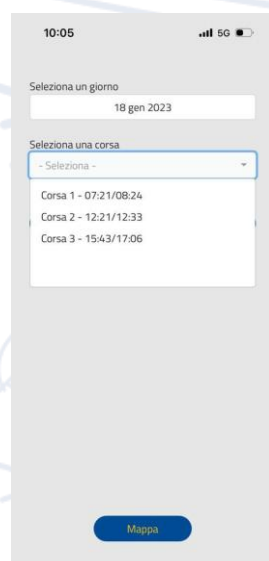 10:05
5G
Seleziona un giorno
18 gen 2023
Seleziona una corsa
- Seleziona -
Corsa 1 - 07:21/08:24
Corsa 2 - 12:21/12:33
Corsa 3 - 15:43/17:06
Mappa